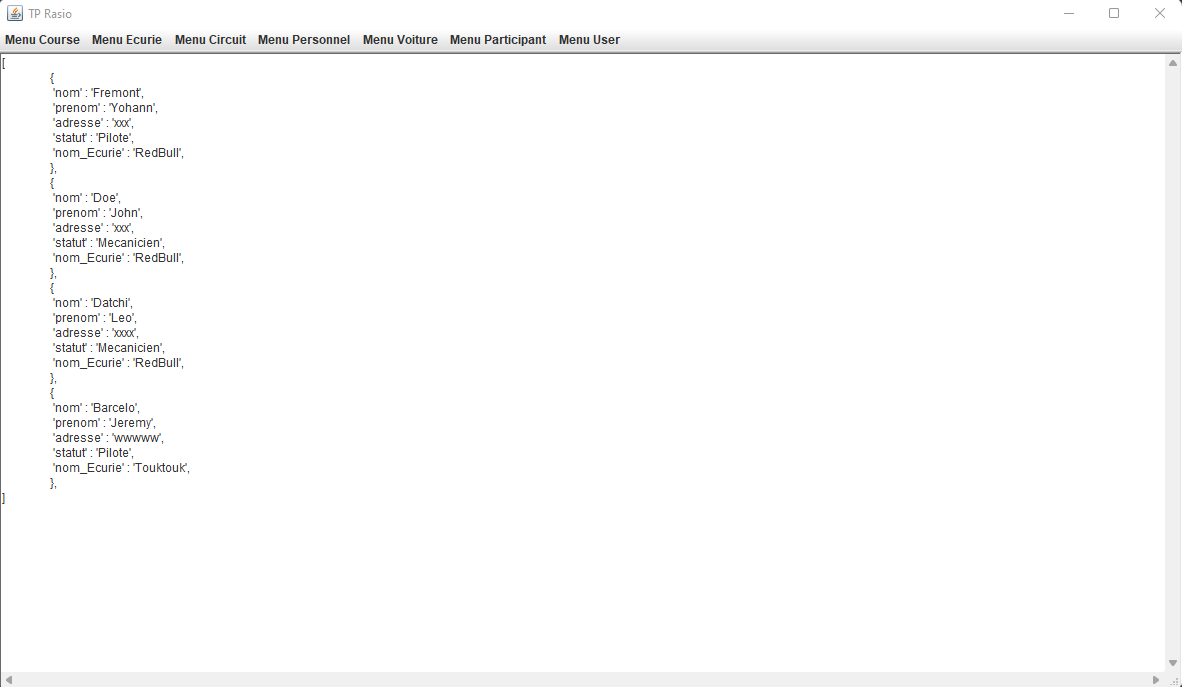 TP Rasio
Menu Course Menu Ecurie Menu Circuit Menu Personnel Menu Voiture Menu Participant Menu User
[
{
'nom' : 'Fremont',
'prenom' : 'Yohann',
'adresse' : 'xxx',
'statut' : 'Pilote',
'nom_Ecurie' : 'RedBull',
},
{
'nom' : 'Doe',
'prenom' : 'John',
'adresse' : 'xxx',
'statut' : 'Mecanicien',
'nom_Ecurie' : 'RedBull',
},
{
'nom' : 'Datchi',
'prenom' : 'Leo',
'adresse' : 'xxxx',
'statut' : 'Mecanicien',
'nom_Ecurie' : 'RedBull',
},
{
'nom' : 'Barcelo',
'prenom' : 'Jeremy',
'adresse' : 'wwwww',
'statut' : 'Pilote',
'nom_Ecurie' : 'Touktouk',
},
]